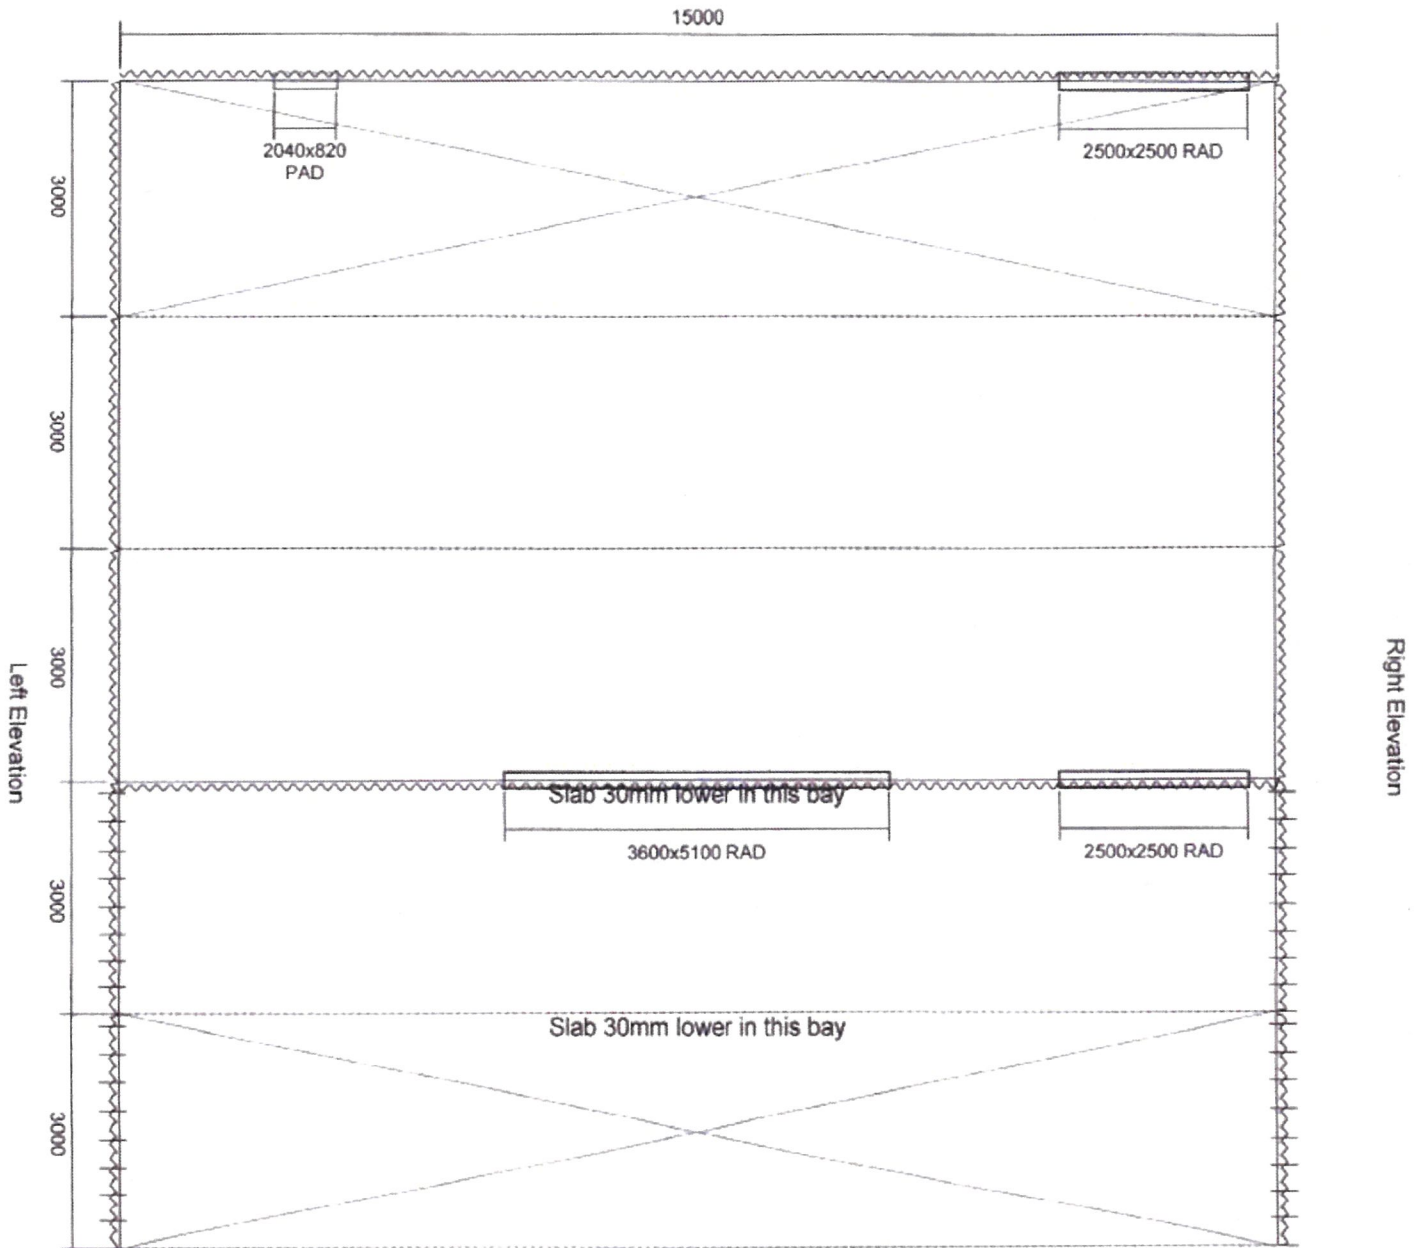 15000
2040x820
PAD
2500x2500 RAD
3000
3000
3000
Left Elevation
Right Elevation
Slab 30mm lower in this bay
3600x5100 RAD
2500x2500 RAD
3000
Slab 30mm lower in this bay
3000